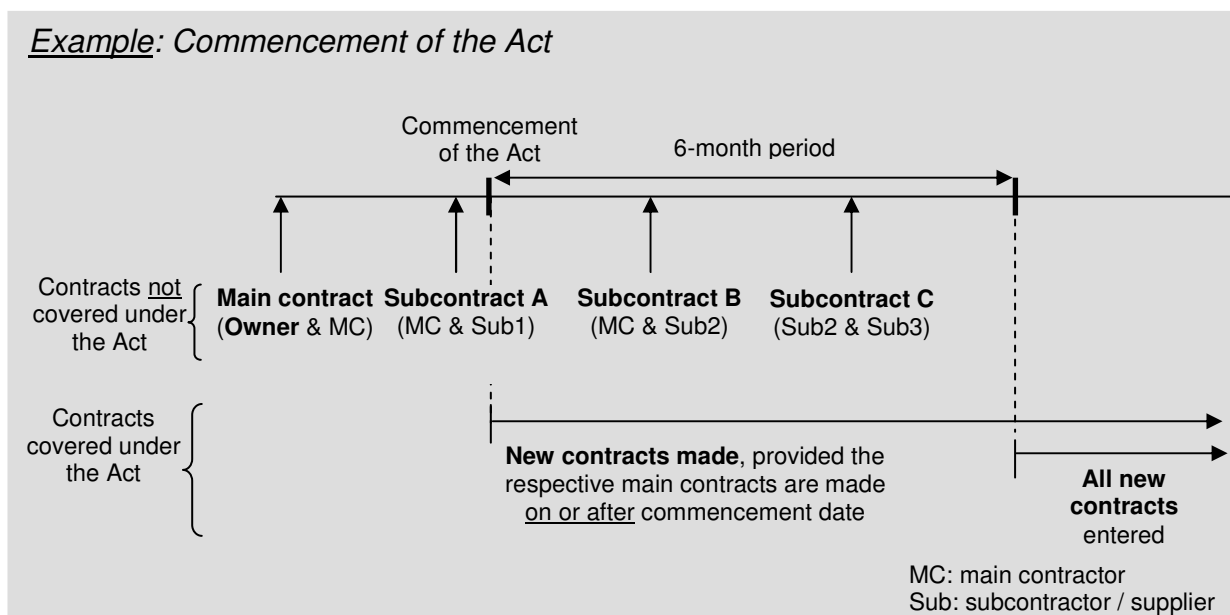 Example: Commencement of the Act
Commencement
of the Act
6-month period
Contracts not
covered under
the Act
Main contract
(Owner & MC)
Subcontract A
(MC & Sub1)
Subcontract B
(MC & Sub2)
Subcontract C
(Sub2 & Sub3)
Contracts
covered under
the Act
New contracts made, provided the
respective main contracts are made
on or after commencement date
All new
contracts
entered
MC: main contractor
Sub: subcontractor / supplier